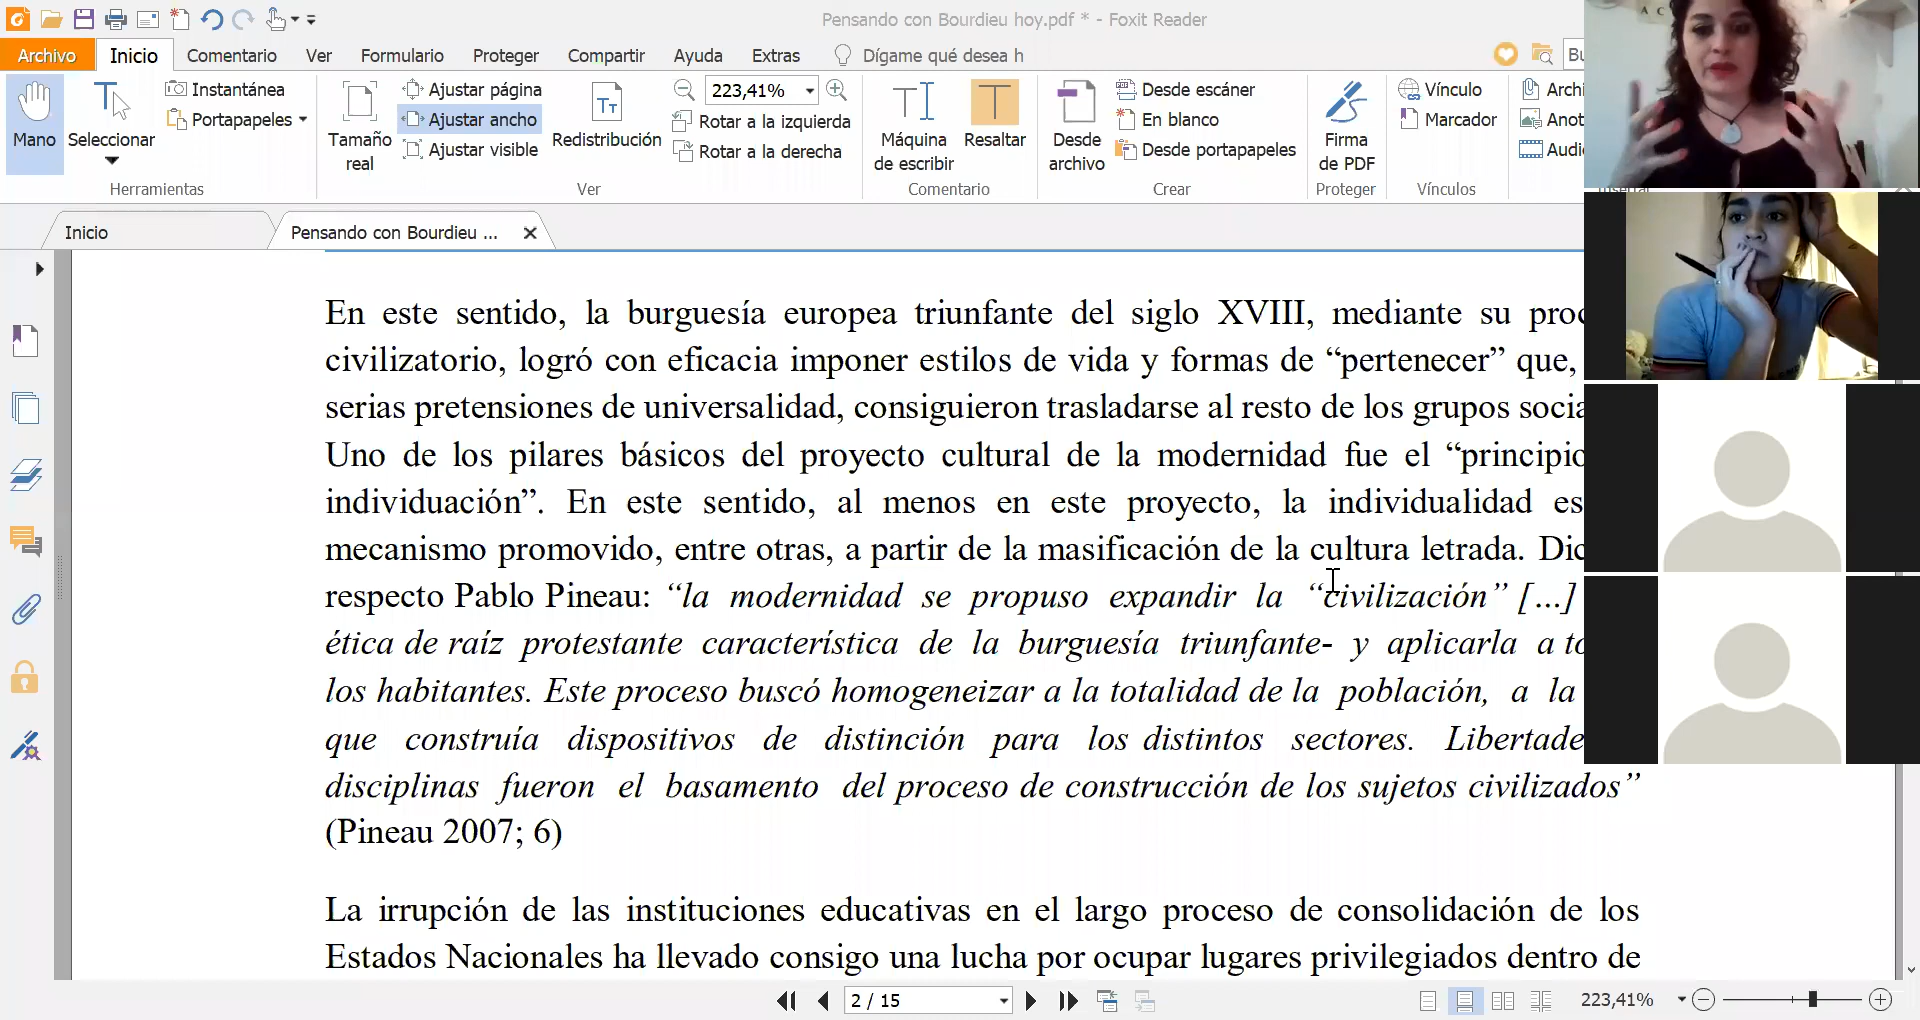 Pensando con Bourdieu hoy.pdf * - Foxit Reader
Archivo Inicio Comentario Ver Formulario Proteger Compartir Ayuda Extras Dígame qué desea h
Mano
Seleccionar
Instantánea
Portapapeles
Herramientas
Tamaño real
Ajustar página
Ajustar ancho
Ajustar visible
Redistribución
223,41%
Rotar a la izquierda
Rotar a la derecha
Ver
Máquina de escribir
Resaltar
Comentario
Desde archivo
Desde escáner
En blanco
Desde portapapeles
Crear
Firma de PDF
Proteger
Vínculo
Marcador
Vínculos
Inicio
Pensando con Bourdieu ...
En este sentido, la burguesía europea triunfante del siglo XVIII, mediante su
civilizatorio, logró con eficacia imponer estilos de vida y formas de “pertenecer” que,
serias pretensiones de universalidad, consiguieron trasladarse al resto de los grupos
Uno de los pilares básicos del proyecto cultural de la modernidad fue el “principio
individuación”. En este sentido, al menos en este proyecto, la individualidad es
mecanismo promovido, entre otras, a partir de la masificación de la cultura letrada.
respecto Pablo Pineau: “la modernidad se propuso expandir la “civilización” [...]
ética de raíz protestante característica de la burguesía triunfante- y aplicarla a
los habitantes. Este proceso buscó homogeneizar a la totalidad de la población, a la
que construía dispositivos de distinción para los distintos sectores.
disciplinas fueron el basamento del proceso de construcción de los sujetos civilizados”
(Pineau 2007; 6)
La irrupción de las instituciones educativas en el largo proceso de consolidación de los
Estados Nacionales ha llevado consigo una lucha por ocupar lugares privilegiados dentro de
2 / 15
223,41%